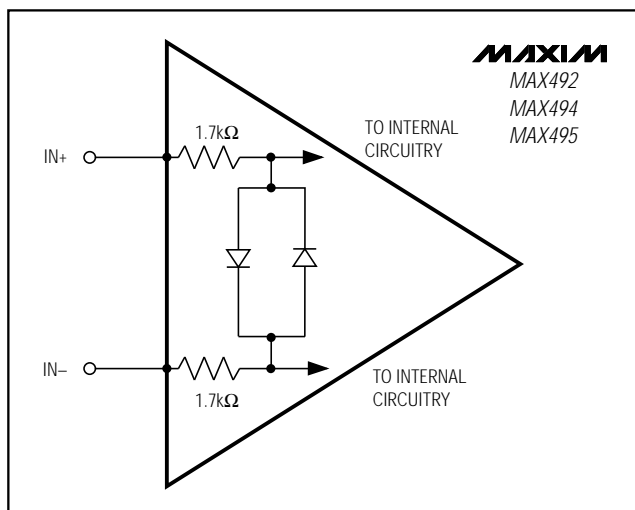 MAXIM
MAX492
MAX494
MAX495
TO INTERNAL
CIRCUITRY
1.7kΩ
IN+
IN–
1.7kΩ
TO INTERNAL
CIRCUITRY